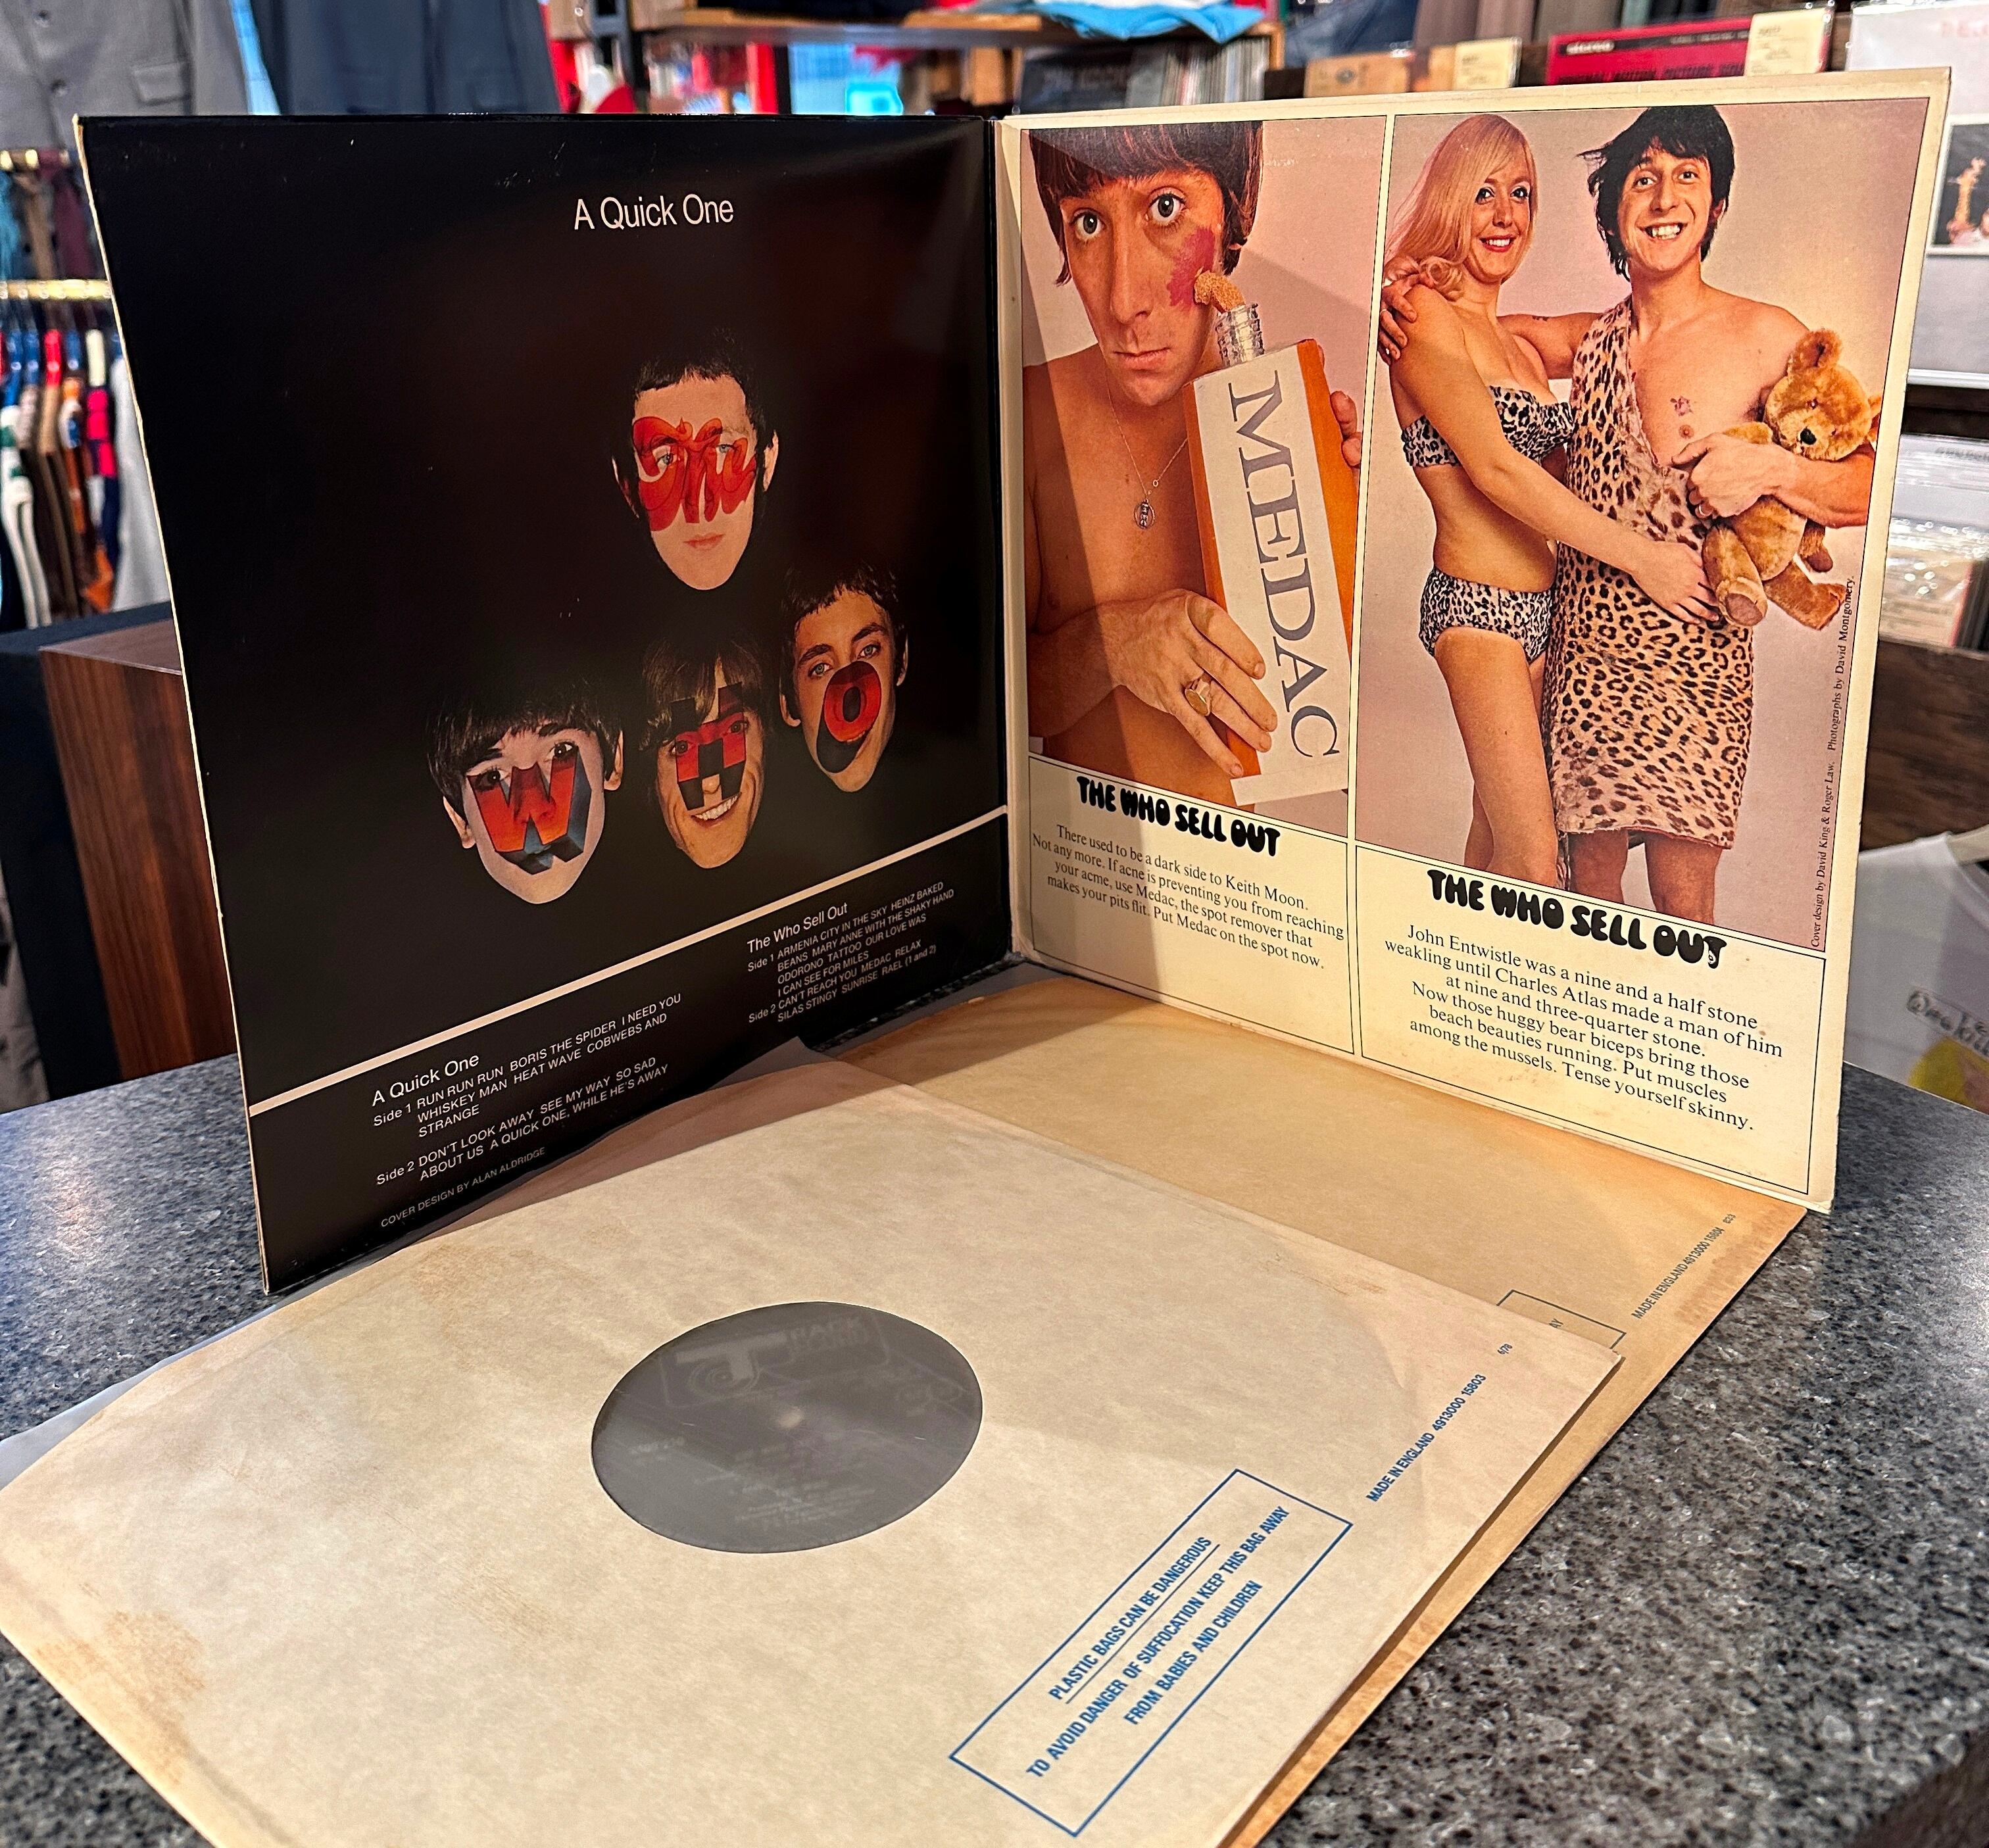 A Quick One
One
W
H
O
A Quick One
Side 1 RUN RUN RUN BORIS THE SPIDER I NEED YOU
WHISKEY MAN HEAT WAVE COBWEBS AND
STRANGE
Side 2 DON'T LOOK AWAY SEE MY WAY SO SAD
ABOUT US A QUICK ONE, WHILE HE'S AWAY
COVER DESIGN BY ALAN ALDRIDGE
The Who Sell Out
Side 1 ARMENIA CITY IN THE SKY HEINZ BAKED
BEANS MARY ANNE WITH THE SHAKY HAND
ODORONO TATTOO OUR LOVE WAS
I CAN SEE FOR MILES
Side 2 CAN'T REACH YOU MEDAC RELAX
SILAS STINGY SUNRISE RAEL (1 and 2)
MEDAC
THE WHO SELL OUT
There used to be a dark side to Keith Moon.
Not any more. If acne is preventing you from reaching
your acme, use Medac, the spot remover that
makes your pits flit. Put Medac on the spot now.
THE WHO SELL OUT
John Entwistle was a nine and a half stone
weakling until Charles Atlas made a man of him
at nine and three-quarter stone.
Now those huggy bear biceps bring those
beach beauties running. Put muscles
among the mussels. Tense yourself skinny.
Cover design by David King & Roger Law. Photographs by David Montgomery.
MADE IN ENGLAND 4913000 15804
AY
MADE IN ENGLAND 4913000 15803 6/78
PLASTIC BAGS CAN BE DANGEROUS
TO AVOID DANGER OF SUFFOCATION KEEP THIS BAG AWAY
FROM BABIES AND CHILDREN